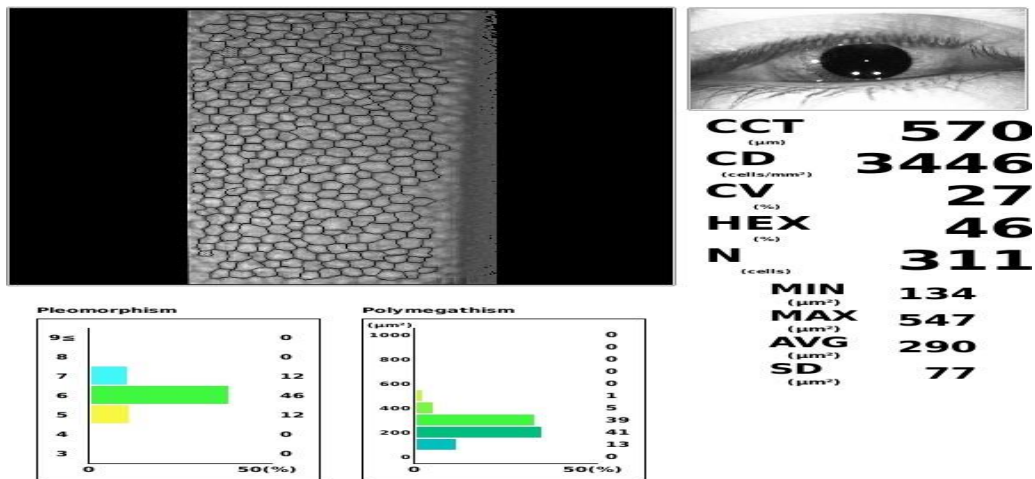 CCT 570
(µm)
CD 3446
(cells/mm²)
CV 27
(%)
HEX 46
(%)
N 311
(cells)
MIN 134
(µm²)
MAX 547
(µm²)
AVG 290
(µm²)
SD 77
(µm²)
Pleomorphism
9≤ 0
8 0
7 12
6 46
5 12
4 0
3 0
0 50(%)
Polymegathism
(µm²)
1000 0
0
800 0
0
600 0
1
400 5
39
200 41
13
0 0
0 50(%)